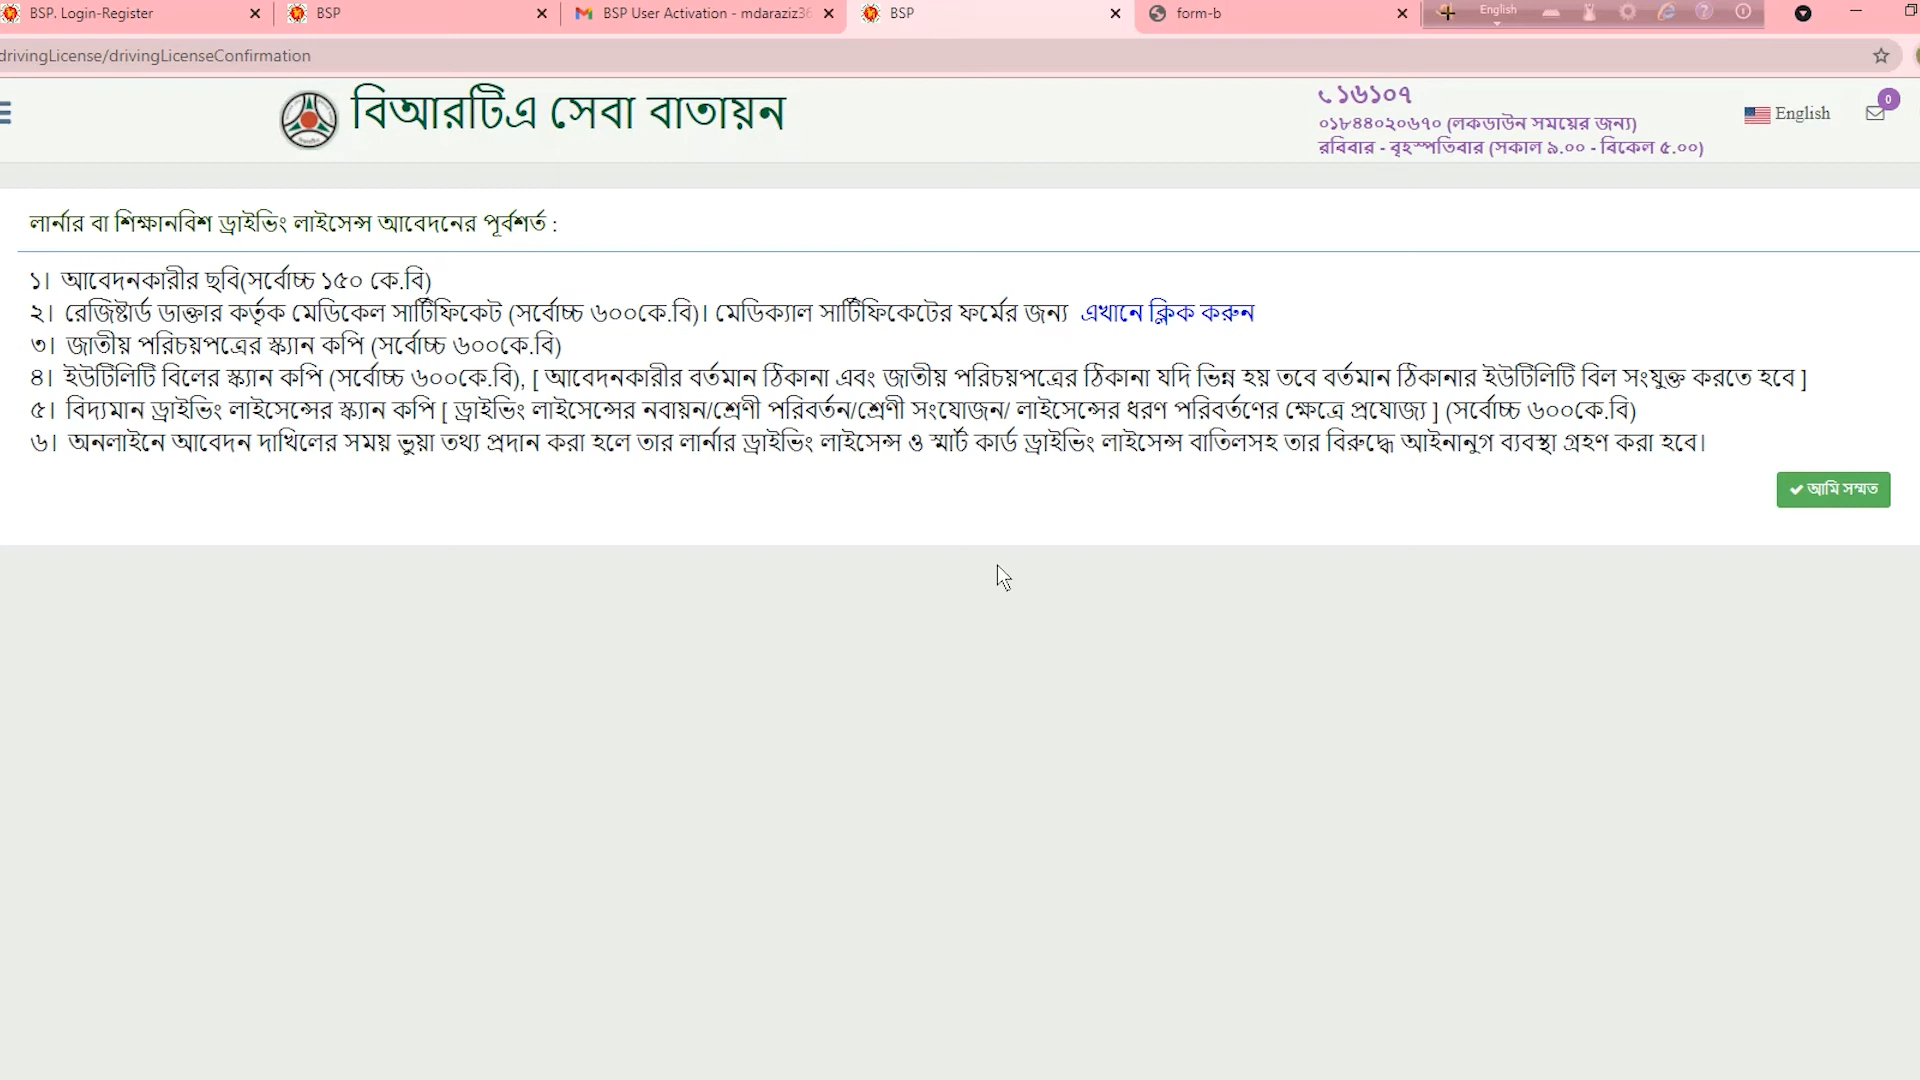 BSP. Login-Register
BSP
BSP User Activation - mdaraziz36
BSP
form-b
English
drivingLicense/drivingLicenseConfirmation
বিআরটিএ সেবা বাতায়ন
১৬১০৭
০১৮৪৪০২০৬৭০ (লকডাউন সময়ের জন্য)
রবিবার - বৃহস্পতিবার (সকাল ৯.০০ - বিকেল ৫.০০)
English
0
লার্নার বা শিক্ষানবিশ ড্রাইভিং লাইসেন্স আবেদনের পূর্বশর্ত :
১। আবেদনকারীর ছবি(সর্বোচ্চ ১৫০ কে.বি)
২। রেজিষ্টার্ড ডাক্তার কর্তৃক মেডিকেল সার্টিফিকেট (সর্বোচ্চ ৬০০কে.বি)। মেডিক্যাল সার্টিফিকেটের ফর্মের জন্য এখানে ক্লিক করুন
৩। জাতীয় পরিচয়পত্রের স্ক্যান কপি (সর্বোচ্চ ৬০০কে.বি)
৪। ইউটিলিটি বিলের স্ক্যান কপি (সর্বোচ্চ ৬০০কে.বি), [ আবেদনকারীর বর্তমান ঠিকানা এবং জাতীয় পরিচয়পত্রের ঠিকানা যদি ভিন্ন হয় তবে বর্তমান ঠিকানার ইউটিলিটি বিল সংযুক্ত করতে হবে ]
৫। বিদ্যমান ড্রাইভিং লাইসেন্সের স্ক্যান কপি [ ড্রাইভিং লাইসেন্সের নবায়ন/শ্রেণী পরিবর্তন/শ্রেণী সংযোজন/ লাইসেন্সের ধরণ পরিবর্তণের ক্ষেত্রে প্রযোজ্য ] (সর্বোচ্চ ৬০০কে.বি)
৬। অনলাইনে আবেদন দাখিলের সময় ভুয়া তথ্য প্রদান করা হলে তার লার্নার ড্রাইভিং লাইসেন্স ও স্মার্ট কার্ড ড্রাইভিং লাইসেন্স বাতিলসহ তার বিরুদ্ধে আইনানুগ ব্যবস্থা গ্রহণ করা হবে।
আমি সম্মত